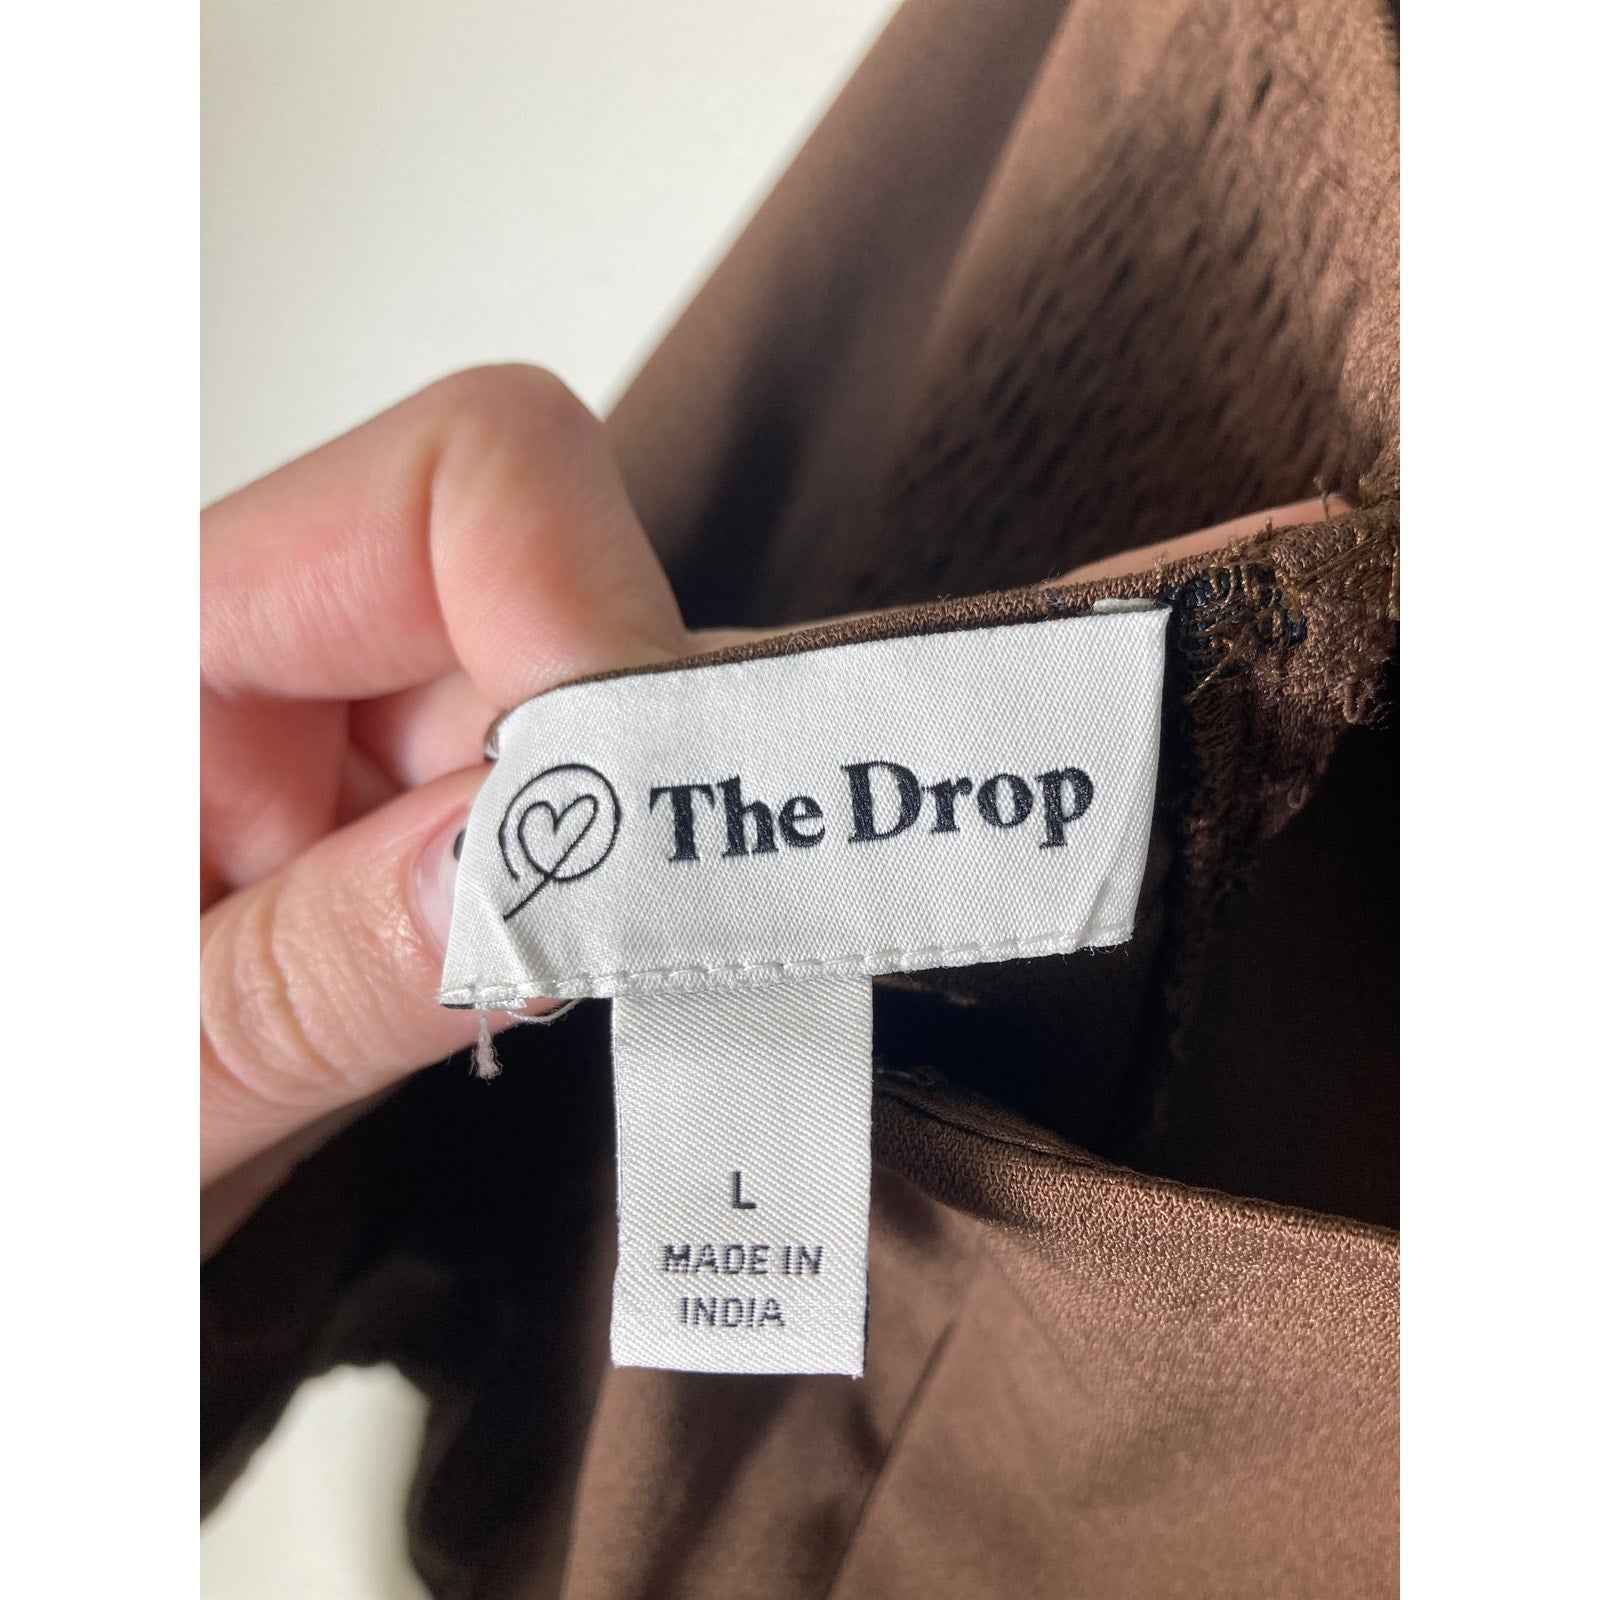 The Drop
L
MADE IN
INDIA